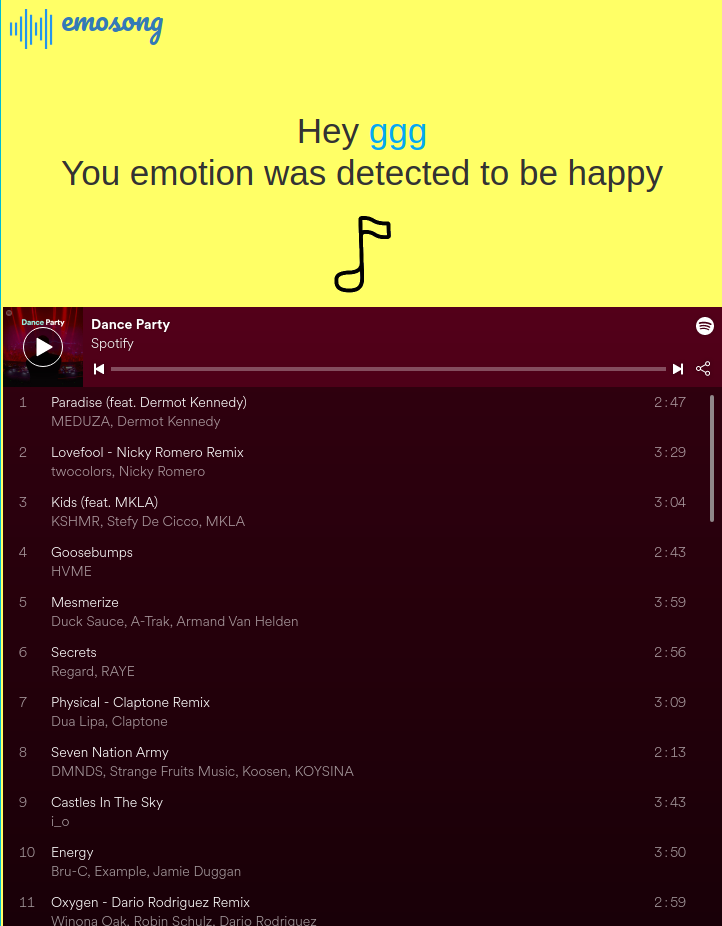 emosong
Hey ggg
You emotion was detected to be happy
Dance Party
Dance Party
Spotify
1 Paradise (feat. Dermot Kennedy) 2:47
MEDUZA, Dermot Kennedy
2 Lovefool - Nicky Romero Remix 3:29
twocolors, Nicky Romero
3 Kids (feat. MKLA) 3:04
KSHMR, Stefy De Cicco, MKLA
4 Goosebumps 2:43
HVME
5 Mesmerize 3:59
Duck Sauce, A-Trak, Armand Van Helden
6 Secrets 2:56
Regard, RAYE
7 Physical - Claptone Remix 3:09
Dua Lipa, Claptone
8 Seven Nation Army 2:13
DMNDS, Strange Fruits Music, Koosen, KOYSINA
9 Castles In The Sky 3:43
i_o
10 Energy 3:50
Bru-C, Example, Jamie Duggan
11 Oxygen - Dario Rodriguez Remix 2:59
Winona Oak, Robin Schulz, Dario Rodriguez